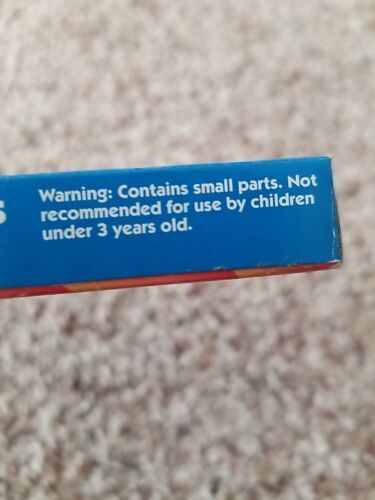 Warning: Contains small parts. Not
recommended for use by children
under 3 years old.